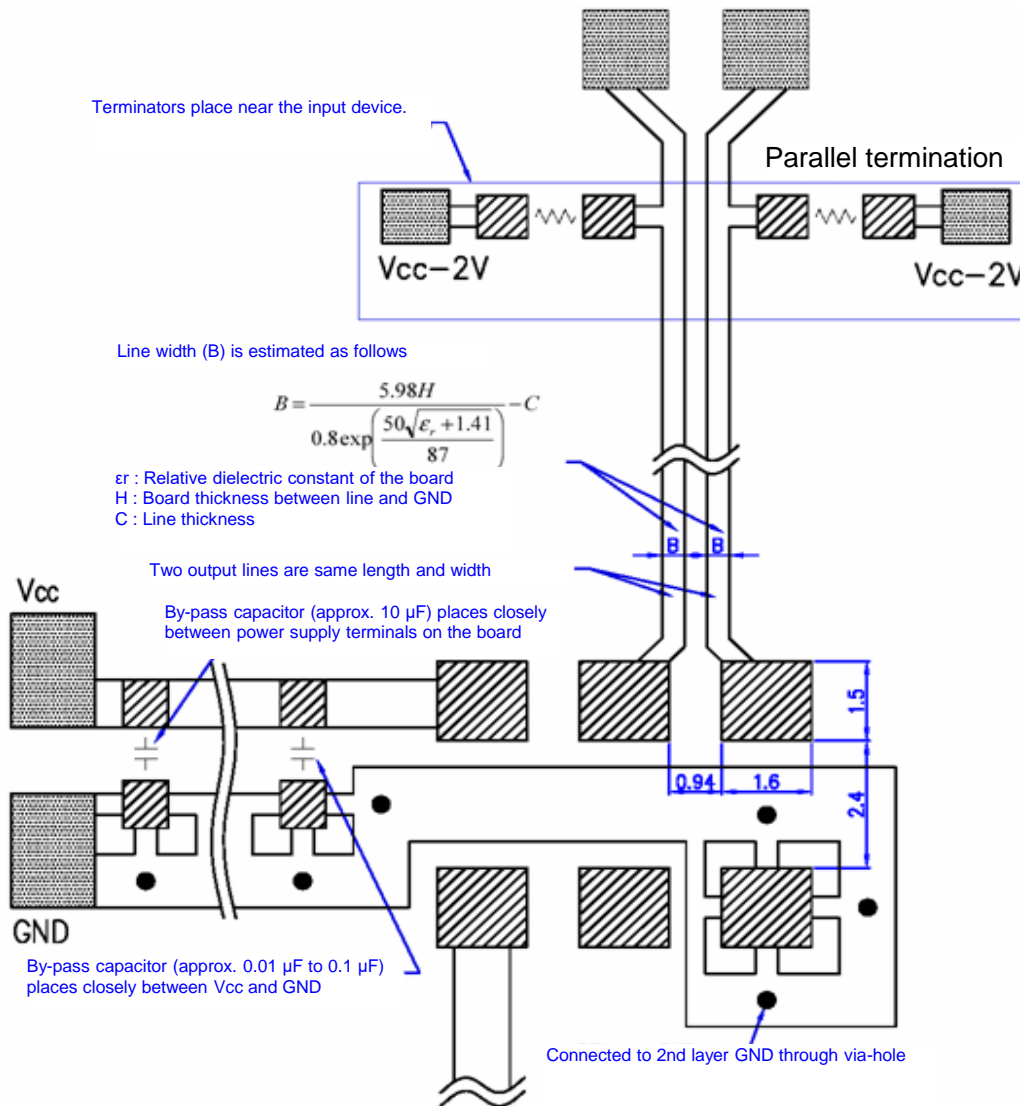 Terminators place near the input device.
Parallel termination
Vcc-2V
Vcc-2V
Line width (B) is estimated as follows
B = 5.98H / 0.8exp(50√εr+1.41 / 87) - C
εr : Relative dielectric constant of the board
H : Board thickness between line and GND
C : Line thickness
B
B
Two output lines are same length and width
Vcc
By-pass capacitor (approx. 10 µF) places closely
between power supply terminals on the board
1.5
0.94
1.6
2.4
GND
By-pass capacitor (approx. 0.01 µF to 0.1 µF)
places closely between Vcc and GND
Connected to 2nd layer GND through via-hole